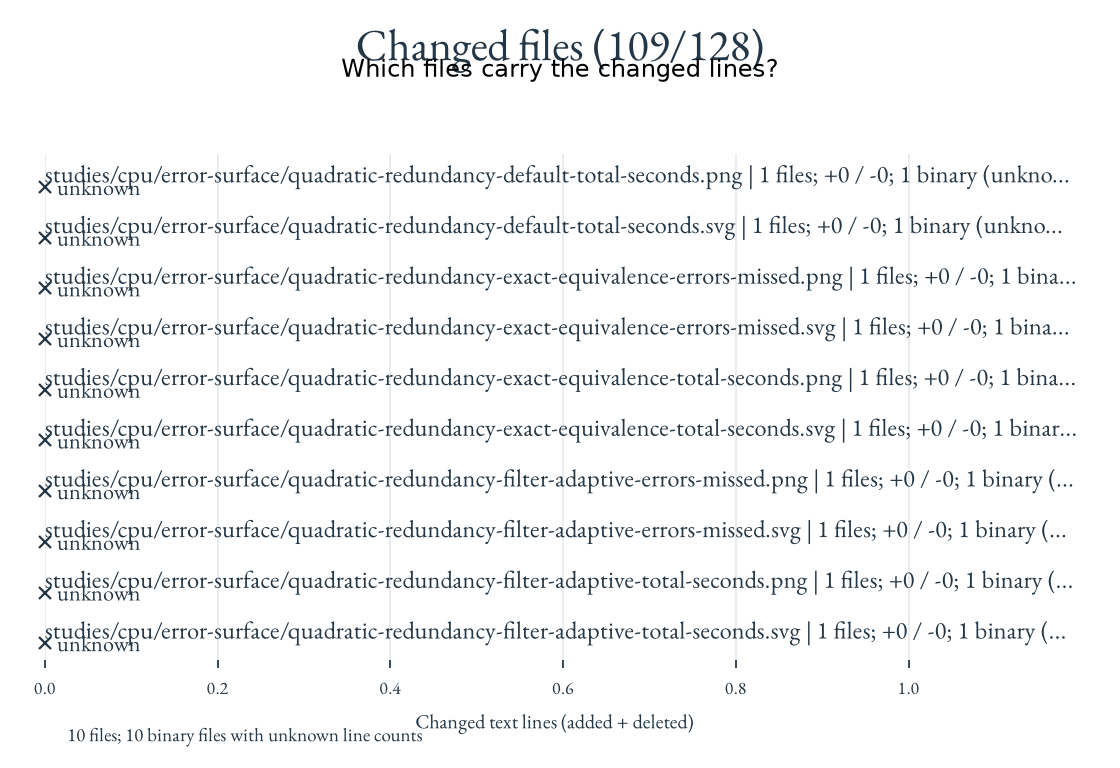 Changed files (109/128)
Which files carry the changed lines?
studies/cpu/error-surface/quadratic-redundancy-default-total-seconds.png | 1 files; +0 / -0; 1 binary (unkno...
unknown
studies/cpu/error-surface/quadratic-redundancy-default-total-seconds.svg | 1 files; +0 / -0; 1 binary (unkno...
unknown
studies/cpu/error-surface/quadratic-redundancy-exact-equivalence-errors-missed.png | 1 files; +0 / -0; 1 bina...
unknown
studies/cpu/error-surface/quadratic-redundancy-exact-equivalence-errors-missed.svg | 1 files; +0 / -0; 1 bina...
unknown
studies/cpu/error-surface/quadratic-redundancy-exact-equivalence-total-seconds.png | 1 files; +0 / -0; 1 bina...
unknown
studies/cpu/error-surface/quadratic-redundancy-exact-equivalence-total-seconds.svg | 1 files; +0 / -0; 1 binar...
unknown
studies/cpu/error-surface/quadratic-redundancy-filter-adaptive-errors-missed.png | 1 files; +0 / -0; 1 binary (...
unknown
studies/cpu/error-surface/quadratic-redundancy-filter-adaptive-errors-missed.svg | 1 files; +0 / -0; 1 binary (...
unknown
studies/cpu/error-surface/quadratic-redundancy-filter-adaptive-total-seconds.png | 1 files; +0 / -0; 1 binary (...
unknown
studies/cpu/error-surface/quadratic-redundancy-filter-adaptive-total-seconds.svg | 1 files; +0 / -0; 1 binary (...
unknown
0.0 0.2 0.4 0.6 0.8 1.0
Changed text lines (added + deleted)
10 files; 10 binary files with unknown line counts